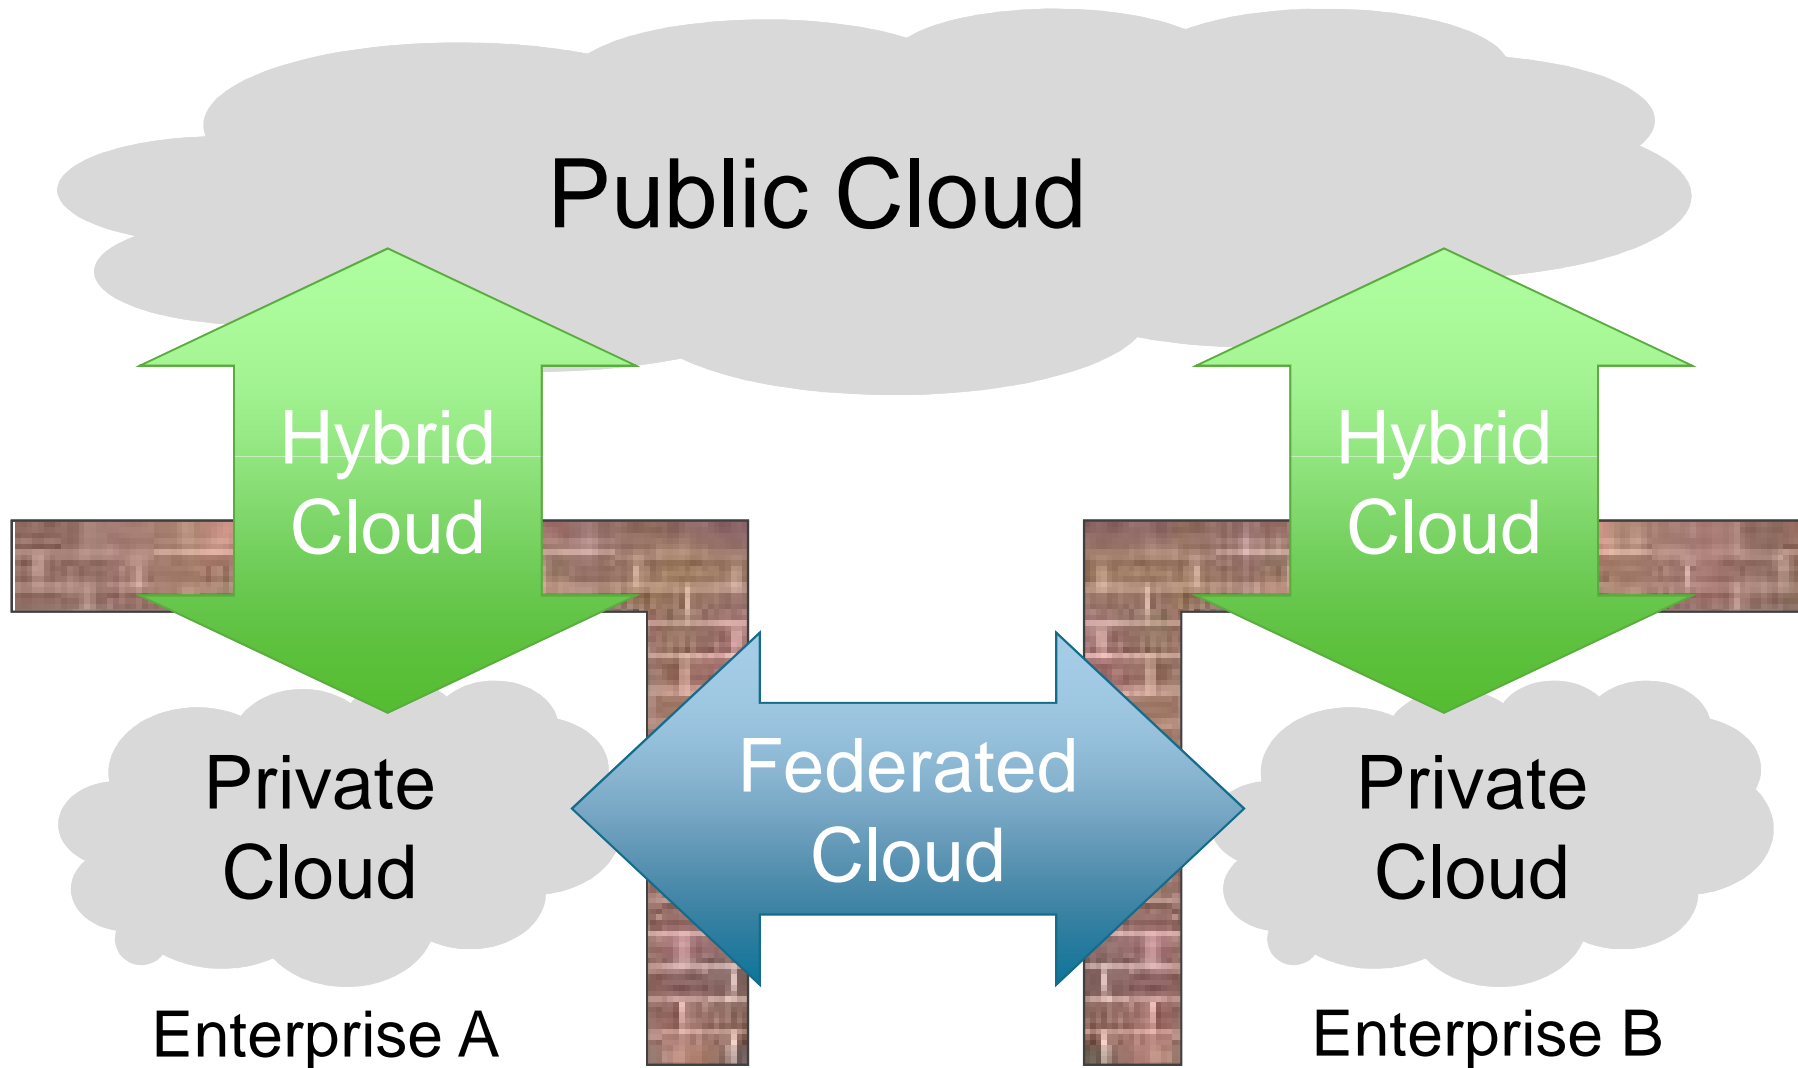 Public Cloud
Hybrid
Cloud
Hybrid
Cloud
Private
Cloud
Federated
Cloud
Private
Cloud
Enterprise A
Enterprise B